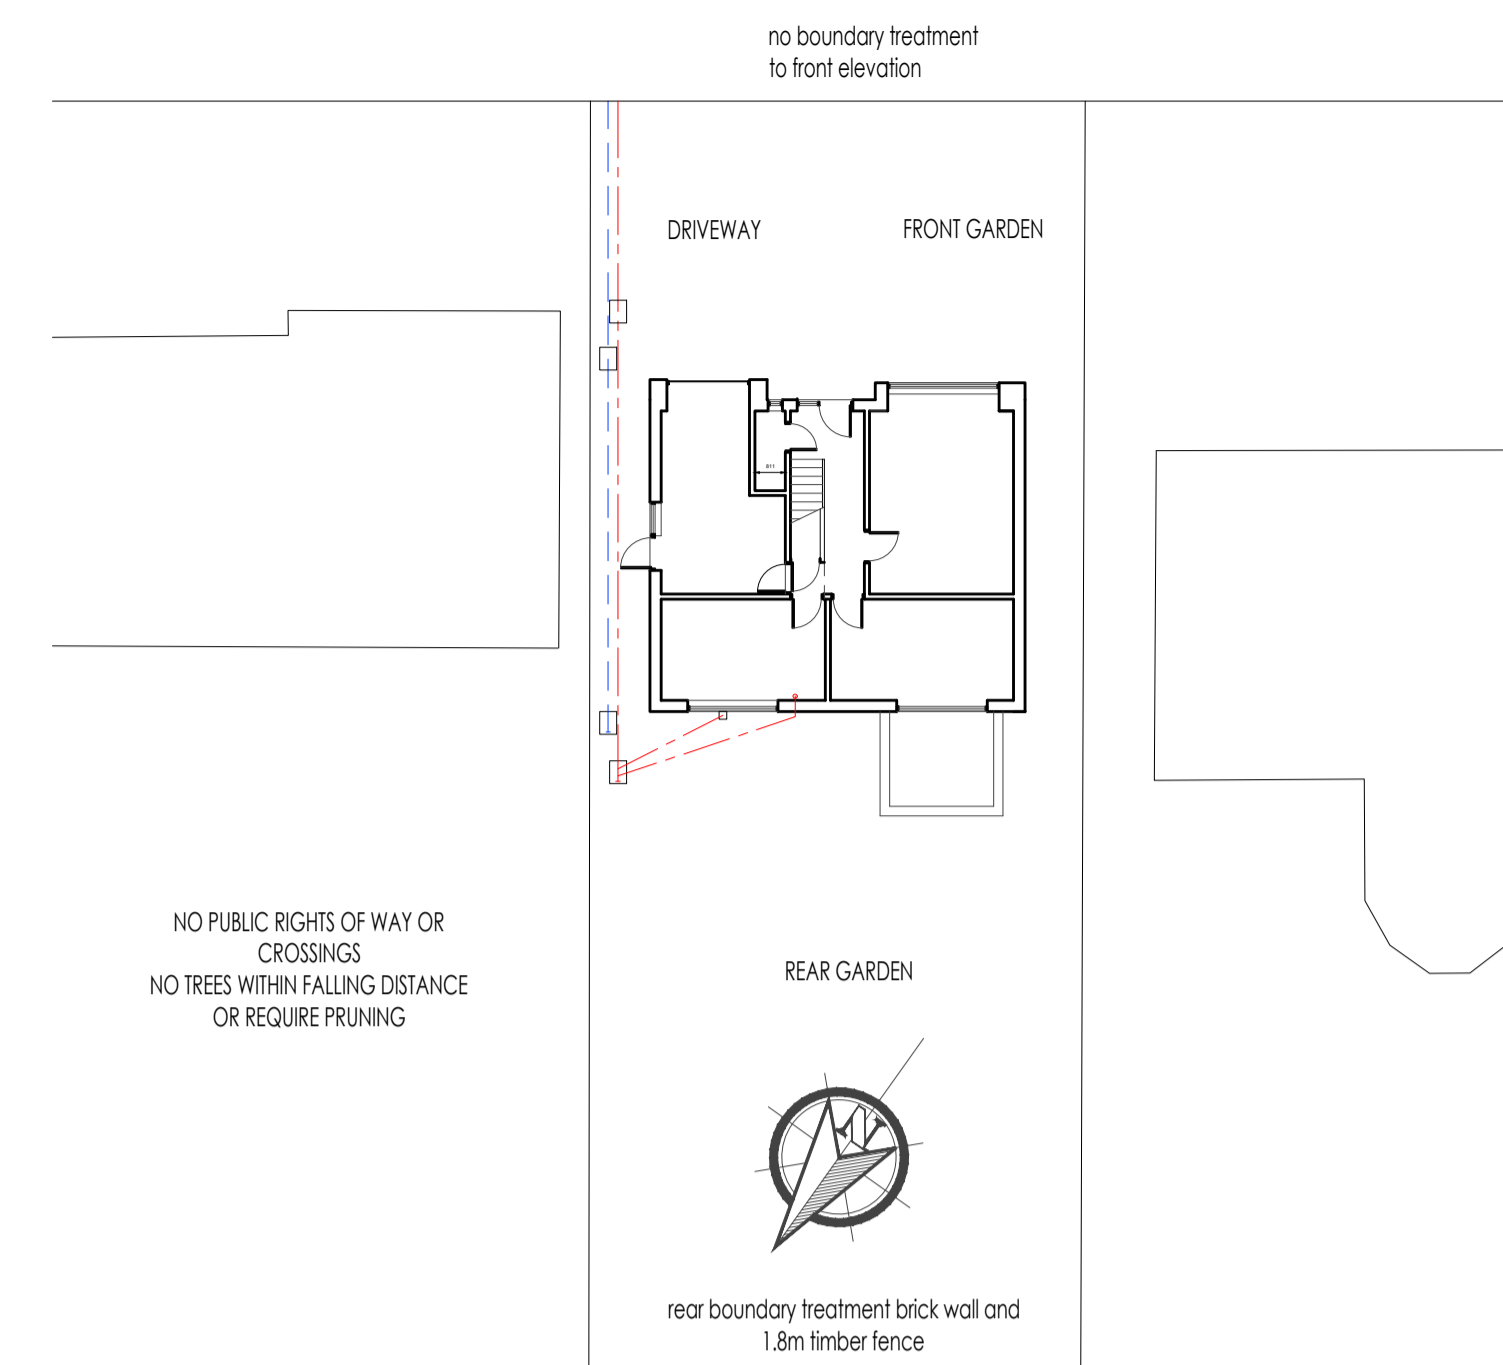 no boundary treatment
to front elevation
DRIVEWAY
FRONT GARDEN
811
NO PUBLIC RIGHTS OF WAY OR
CROSSINGS
NO TREES WITHIN FALLING DISTANCE
OR REQUIRE PRUNING
REAR GARDEN
N
rear boundary treatment brick wall and
1.8m timber fence